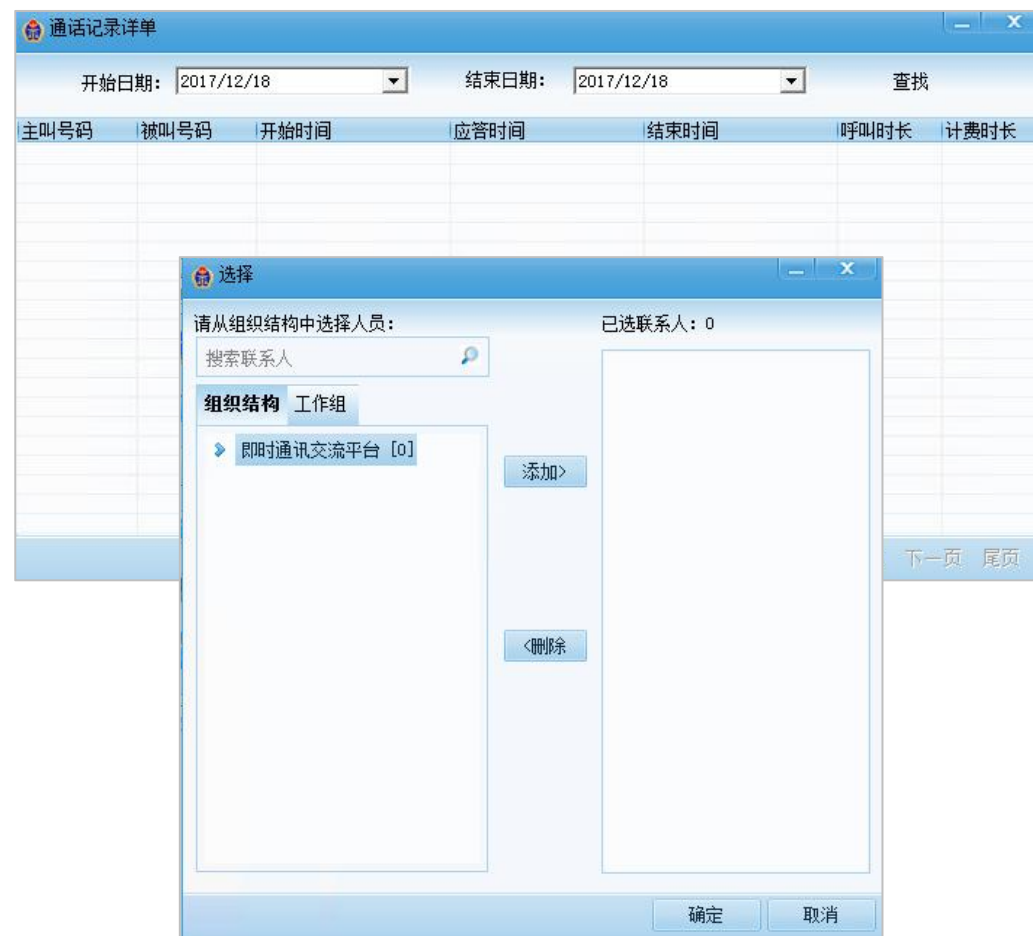 通话记录详单
开始日期: 2017/12/18 结束日期: 2017/12/18 查找
主叫号码 被叫号码 开始时间 应答时间 结束时间 呼叫时长 计费时长
选择
请从组织结构中选择人员: 已选联系人: 0
搜索联系人
组织结构 工作组
即时通讯交流平台 [0]
添加>
<删除
下一页 尾页
确定 取消